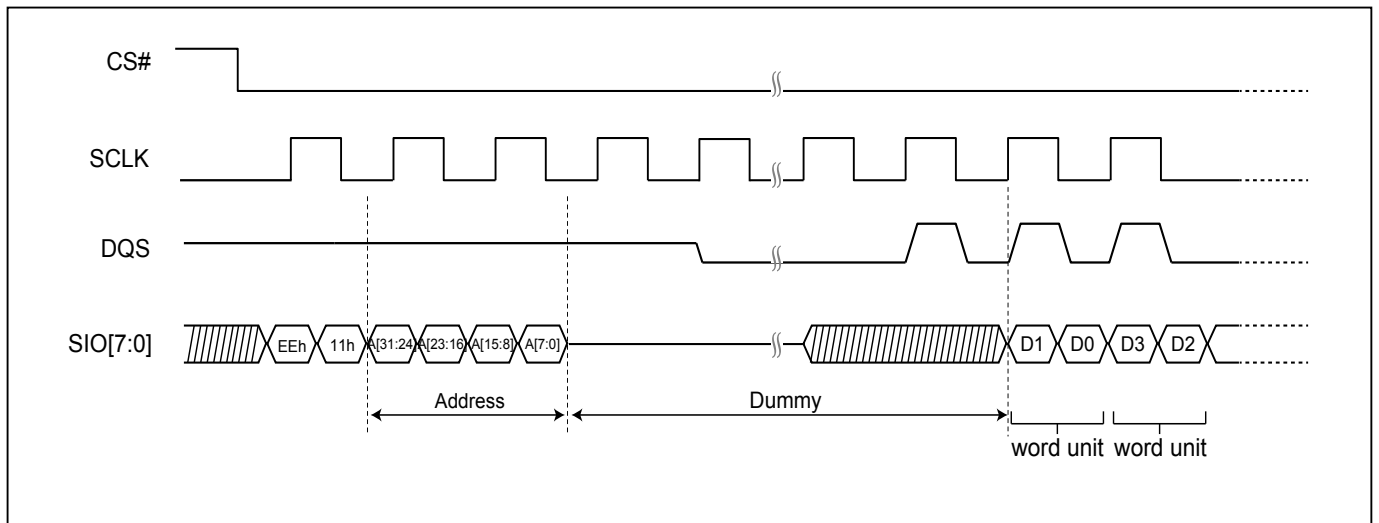 CS#
SCLK
DQS
SIO[7:0] EEh 11h A[31:24] A[23:16] A[15:8] A[7:0] D1 D0 D3 D2
Address Dummy
word unit word unit